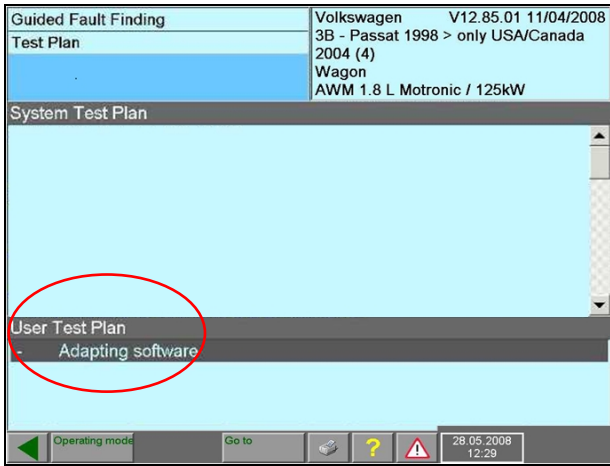 Guided Fault Finding
Test Plan
Volkswagen V12.85.01 11/04/2008
3B - Passat 1998 > only USA/Canada
2004 (4)
Wagon
AWM 1.8 L Motronic / 125kW
System Test Plan
User Test Plan
- Adapting software
Operating mode
Go to
?
28.05.2008
12:29